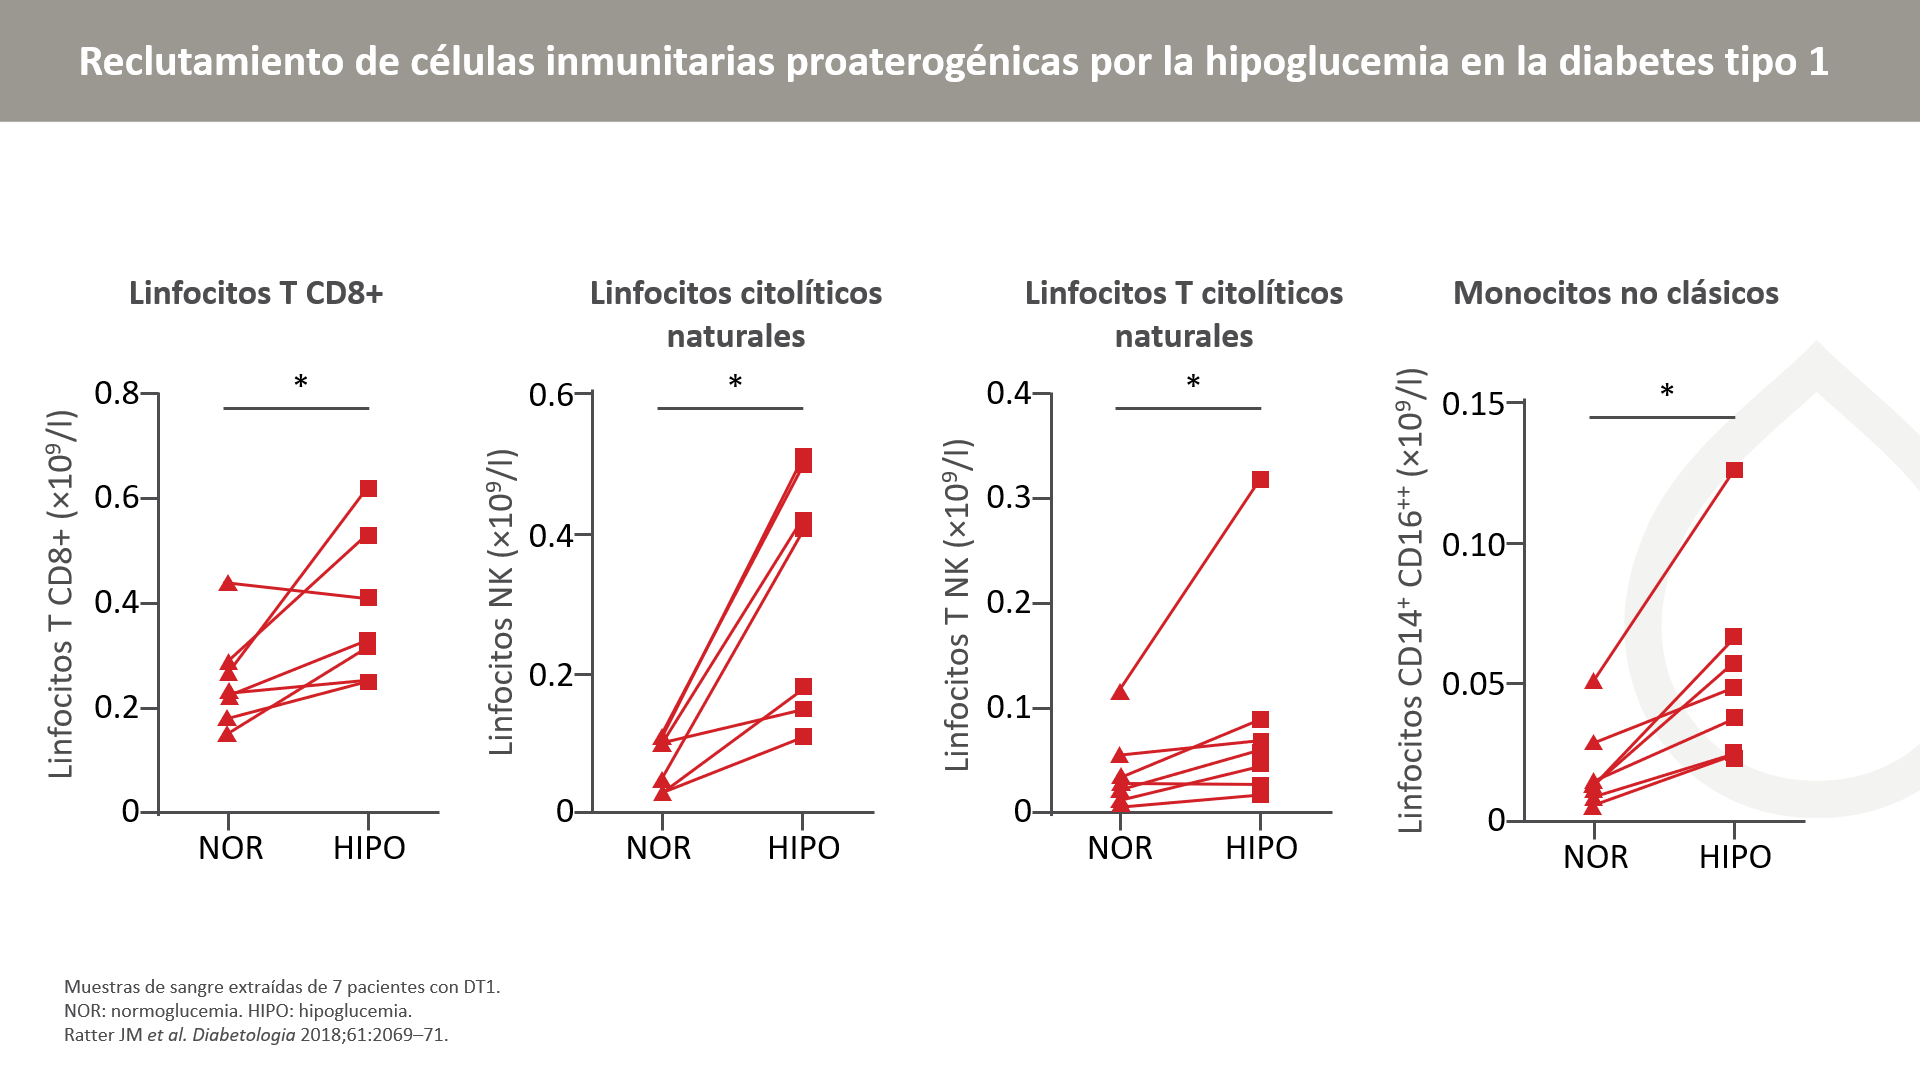 Reclutamiento de células inmunitarias proaterogénicas por la hipoglucemia en la diabetes tipo 1
Linfocitos T CD8+
*
Linfocitos T CD8+ (×10⁹/l)
0.8
0.6
0.4
0.2
0
NOR HIPO
Linfocitos citolíticos
naturales
*
Linfocitos NK (×10⁹/l)
0.6
0.4
0.2
0
NOR HIPO
Linfocitos T citolíticos
naturales
*
Linfocitos T NK (×10⁹/l)
0.4
0.3
0.2
0.1
0
NOR HIPO
Monocitos no clásicos
*
Linfocitos CD14⁺ CD16⁺⁺ (×10⁹/l)
0.15
0.10
0.05
0
NOR HIPO
Muestras de sangre extraídas de 7 pacientes con DT1.
NOR: normoglucemia. HIPO: hipoglucemia.
Ratter JM et al. Diabetologia 2018;61:2069–71.